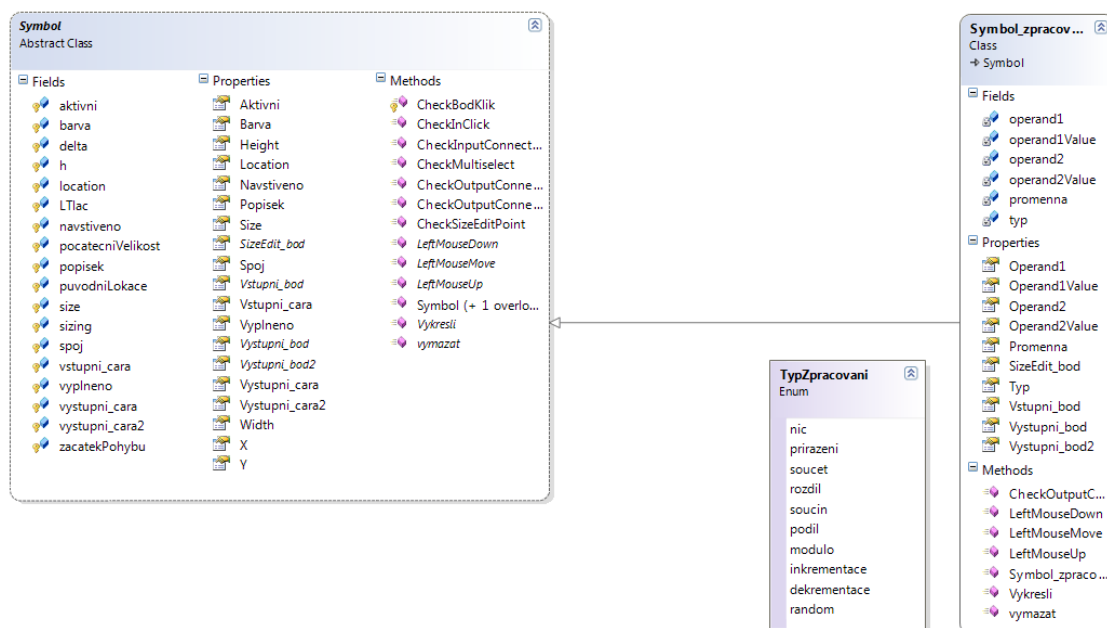 Symbol
Abstract Class
Fields
aktivni
barva
delta
h
location
LTlac
navstiveno
pocatecniVelikost
popisek
puvodniLokace
size
sizing
spoj
vstupni_cara
vyplneno
vystupni_cara
vystupni_cara2
zacatekPohybu
Properties
Aktivni
Barva
Height
Location
Navstiveno
Popisek
Size
SizeEdit_bod
Spoj
Vstupni_bod
Vstupni_cara
Vyplneno
Vystupni_bod
Vystupni_bod2
Vystupni_cara
Vystupni_cara2
Width
X
Y
Methods
CheckBodKlik
CheckInClick
CheckInputConnect...
CheckMultiselect
CheckOutputConne...
CheckOutputConne...
CheckSizeEditPoint
LeftMouseDown
LeftMouseMove
LeftMouseUp
Symbol (+ 1 overlo...
Vykresli
vymazat
TypZpracovani
Enum
nic
prirazeni
soucet
rozdil
soucin
podil
modulo
inkrementace
dekrementace
random
Symbol_zpracov...
Class
Symbol
Fields
operand1
operand1Value
operand2
operand2Value
promenna
typ
Properties
Operand1
Operand1Value
Operand2
Operand2Value
Promenna
SizeEdit_bod
Typ
Vstupni_bod
Vystupni_bod
Vystupni_bod2
Methods
CheckOutputC...
LeftMouseDown
LeftMouseMove
LeftMouseUp
Symbol_zpraco...
Vykresli
vymazat